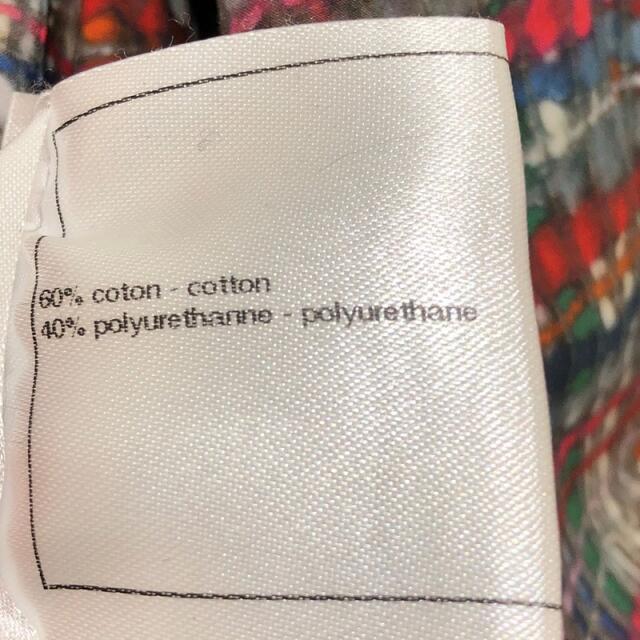 60% coton - cotton
40% polyurethanne - polyurethane